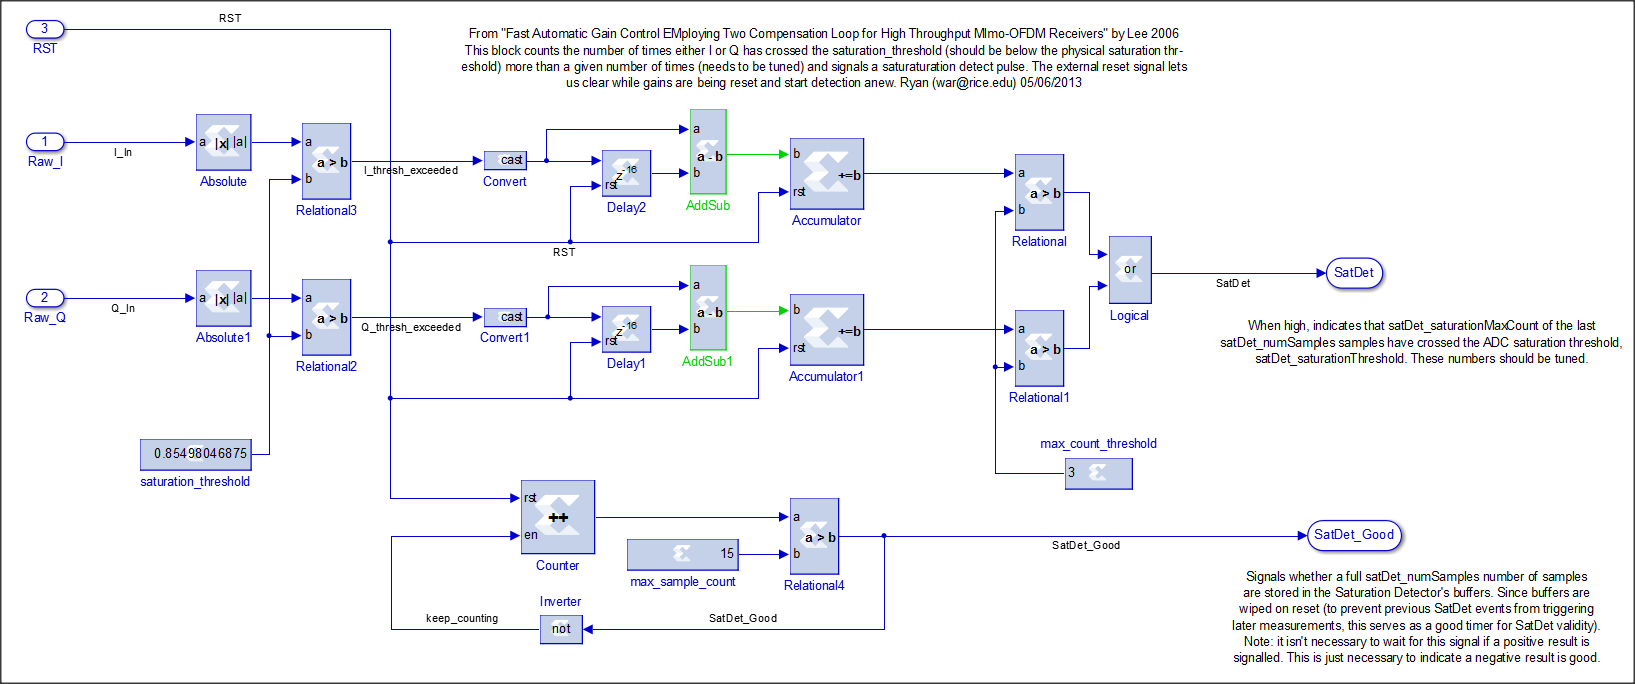 RST
3
RST
From "Fast Automatic Gain Control EMploying Two Compensation Loop for High Throughput MImo-OFDM Receivers" by Lee 2006
This block counts the number of times either I or Q has crossed the saturation_threshold (should be below the physical saturation thr-
eshold) more than a given number of times (needs to be tuned) and signals a saturaturation detect pulse. The external reset signal lets
us clear while gains are being reset and start detection anew. Ryan (war@rice.edu) 05/06/2013
1
Raw_I
I_In
a |x| |a|
Absolute
a
a > b
b
Relational3
I_thresh_exceeded
cast
Convert
z-16
rst
Delay2
a
a - b
b
AddSub
b
+=b
rst
Accumulator
a
a > b
b
Relational
RST
or
Logical
SatDet
SatDet
2
Raw_Q
Q_In
a |x| |a|
Absolute1
a
a > b
b
Relational2
Q_thresh_exceeded
cast
Convert1
z-16
rst
Delay1
a
a - b
b
AddSub1
b
+=b
rst
Accumulator1
a
a > b
b
Relational1
When high, indicates that satDet_saturationMaxCount of the last
satDet_numSamples samples have crossed the ADC saturation threshold,
satDet_saturationThreshold. These numbers should be tuned.
0.85498046875
saturation_threshold
max_count_threshold
3
rst
++
en
Counter
15
max_sample_count
a
a > b
b
Relational4
SatDet_Good
SatDet_Good
Inverter
not
keep_counting
SatDet_Good
Signals whether a full satDet_numSamples number of samples
are stored in the Saturation Detector's buffers. Since buffers are
wiped on reset (to prevent previous SatDet events from triggering
later measurements, this serves as a good timer for SatDet validity).
Note: it isn't necessary to wait for this signal if a positive result is
signalled. This is just necessary to indicate a negative result is good.